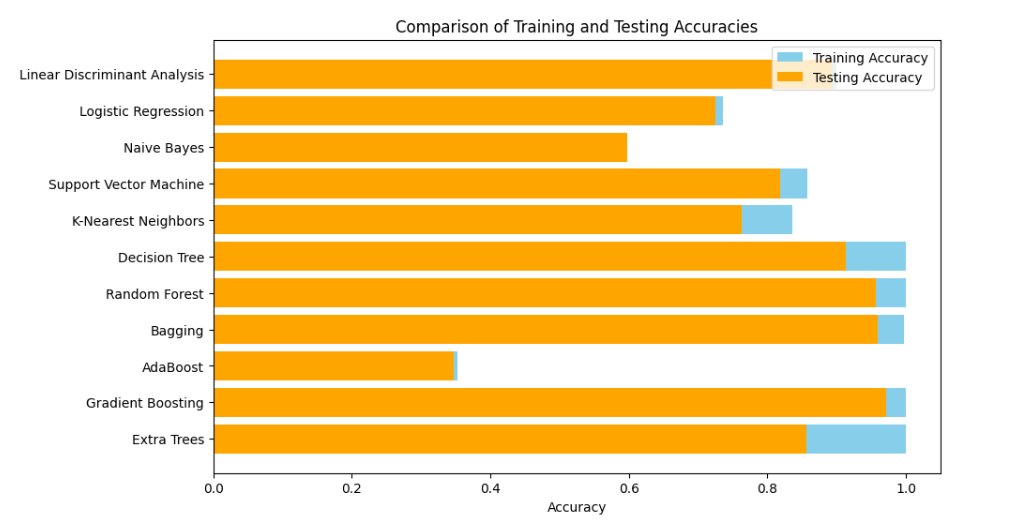 Comparison of Training and Testing Accuracies
Training Accuracy
Testing Accuracy
Linear Discriminant Analysis
Logistic Regression
Naive Bayes
Support Vector Machine
K-Nearest Neighbors
Decision Tree
Random Forest
Bagging
AdaBoost
Gradient Boosting
Extra Trees
0.0 0.2 0.4 0.6 0.8 1.0
Accuracy